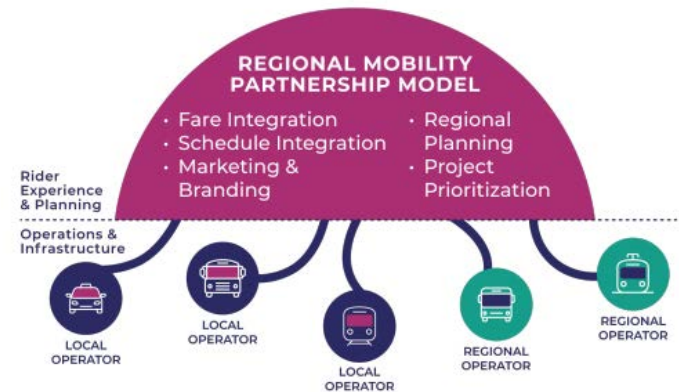 REGIONAL MOBILITY
PARTNERSHIP MODEL
· Fare Integration
· Schedule Integration
· Marketing &
Branding
· Regional
Planning
· Project
Prioritization
Rider
Experience
& Planning
Operations &
Infrastructure
LOCAL
OPERATOR
LOCAL
OPERATOR
LOCAL
OPERATOR
REGIONAL
OPERATOR
REGIONAL
OPERATOR